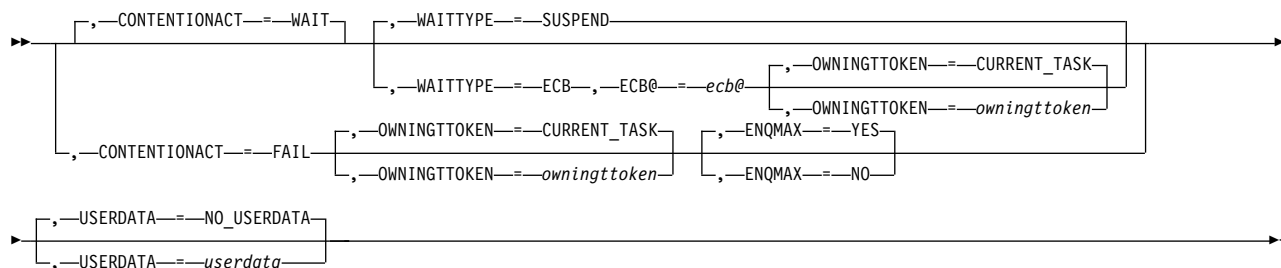 , CONTENTIONACT = WAIT , WAITTYPE = SUSPEND
, WAITTYPE = ECB , ECB@ = ecb@ , OWNINGTTOKEN = CURRENT_TASK
, OWNINGTTOKEN = owningttoken
, CONTENTIONACT = FAIL , OWNINGTTOKEN = CURRENT_TASK , ENQMAX = YES
, OWNINGTTOKEN = owningttoken , ENQMAX = NO
, USERDATA = NO_USERDATA
, USERDATA = userdata